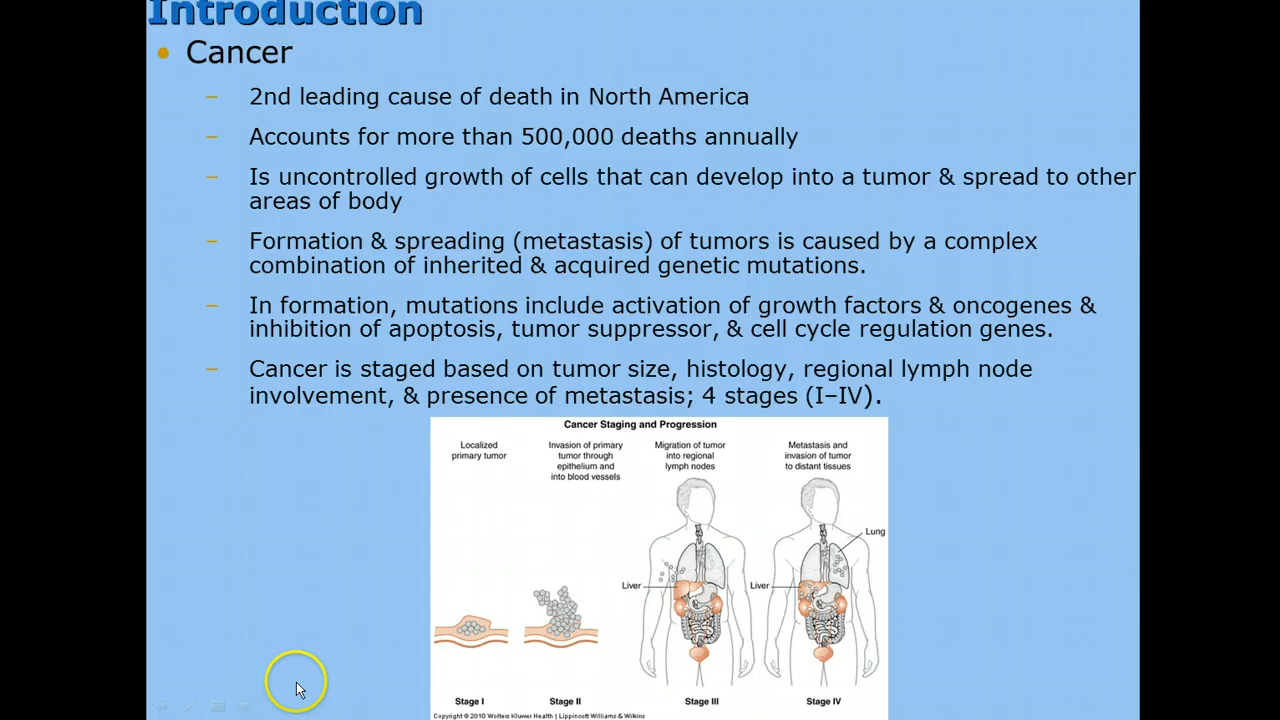 Introduction
Cancer
2nd leading cause of death in North America
Accounts for more than 500,000 deaths annually
Is uncontrolled growth of cells that can develop into a tumor & spread to other
areas of body
Formation & spreading (metastasis) of tumors is caused by a complex
combination of inherited & acquired genetic mutations.
In formation, mutations include activation of growth factors & oncogenes &
inhibition of apoptosis, tumor suppressor, & cell cycle regulation genes.
Cancer is staged based on tumor size, histology, regional lymph node
involvement, & presence of metastasis; 4 stages (I–IV).
Cancer Staging and Progression
Localized
primary tumor
Invasion of primary
tumor through
epithelium and
into blood vessels
Migration of tumor
into regional
lymph nodes
Metastasis and
invasion of tumor
to distant tissues
Lung
Liver
Liver
Stage I
Stage II
Stage III
Stage IV
Copyright © 2010 Wolters Kluwer Health | Lippincott Williams & Wilkins